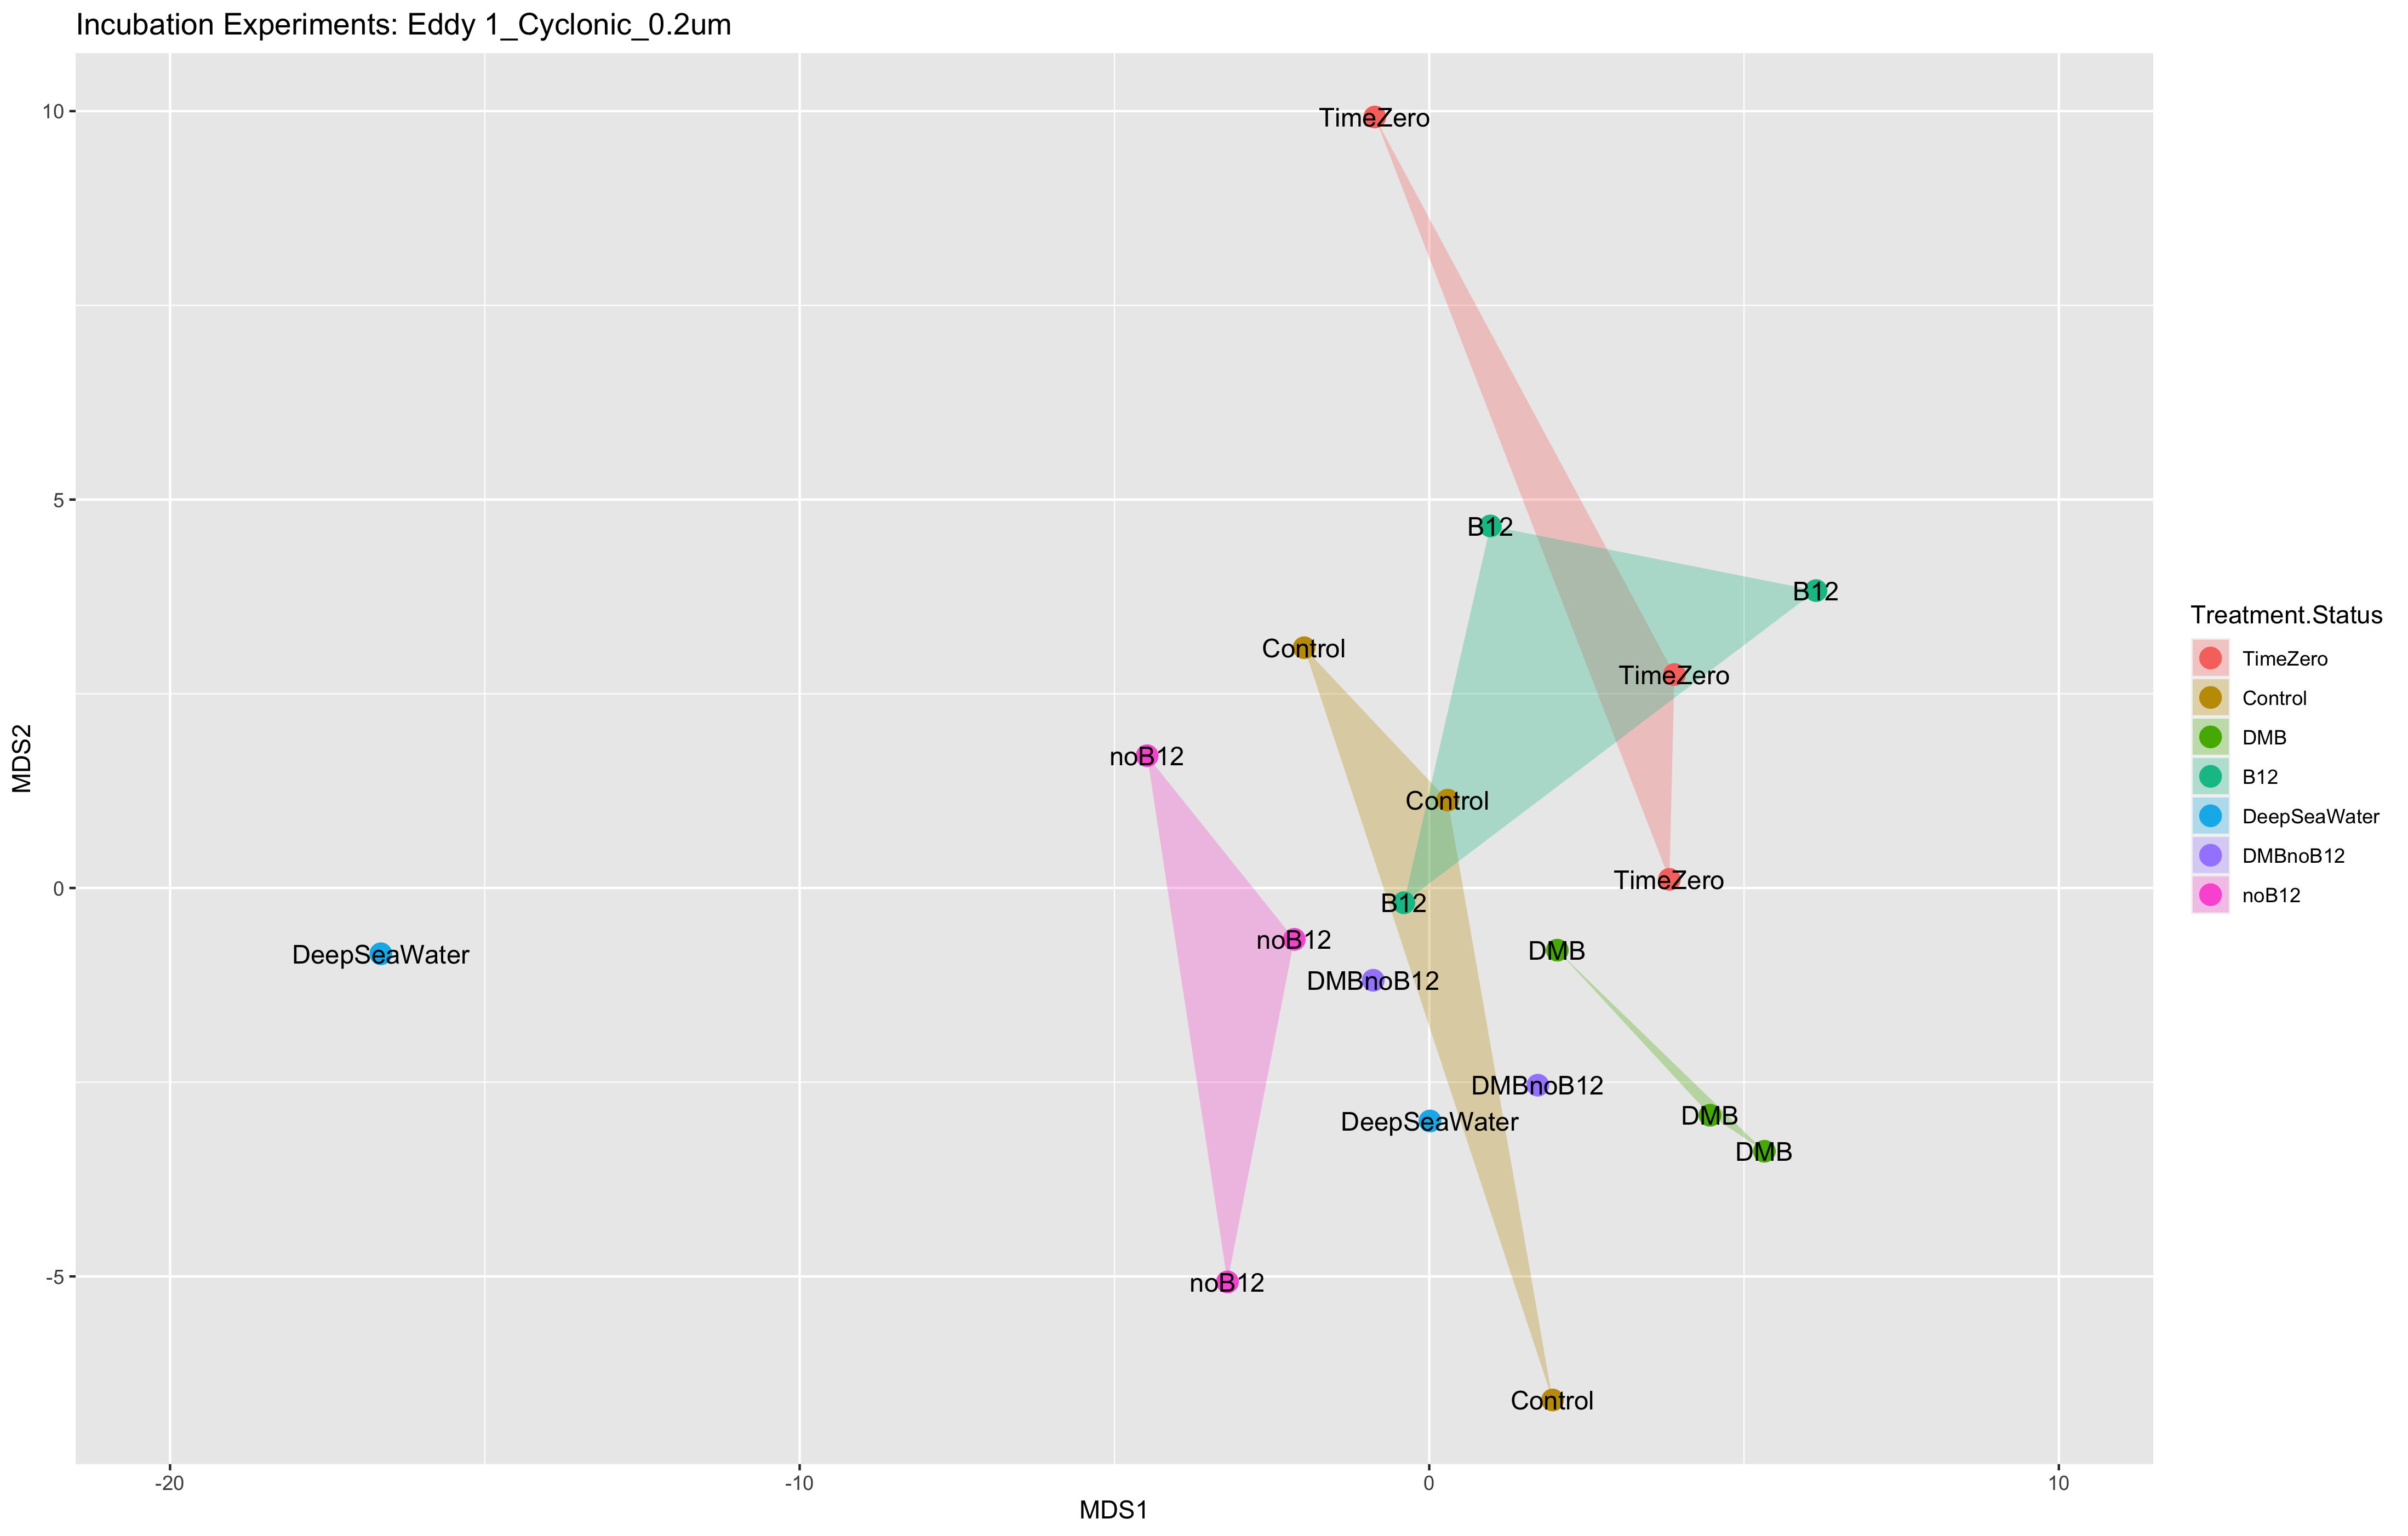 Incubation Experiments: Eddy 1_Cyclonic_0.2um
10
5
0
-5
MDS2
TimeZero
B12
B12
Control
TimeZero
noB12
Control
TimeZero
B12
noB12
DMB
DeepSeaWater
DMBnoB12
DMBnoB12
DMB
DeepSeaWater
DMB
noB12
Control
-20
-10
0
10
MDS1
Treatment.Status
TimeZero
Control
DMB
B12
DeepSeaWater
DMBnoB12
noB12